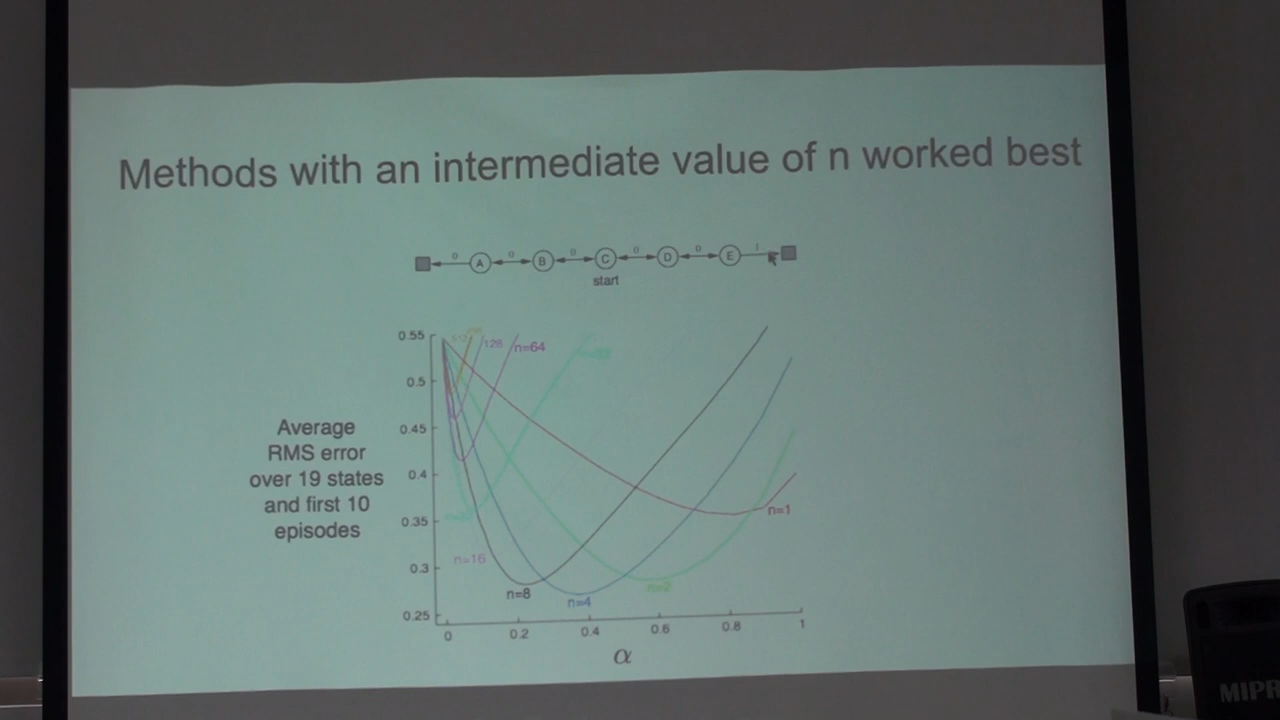 Methods with an intermediate value of n worked best
0 A 0 B 0 C 0 D 0 E 1
start
0.55
0.5
0.45
0.4
0.35
0.3
0.25
512
128
n=64
n=16
n=8
n=4
n=2
n=1
Average
RMS error
over 19 states
and first 10
episodes
0 0.2 0.4 0.6 0.8 1
α
MIPR